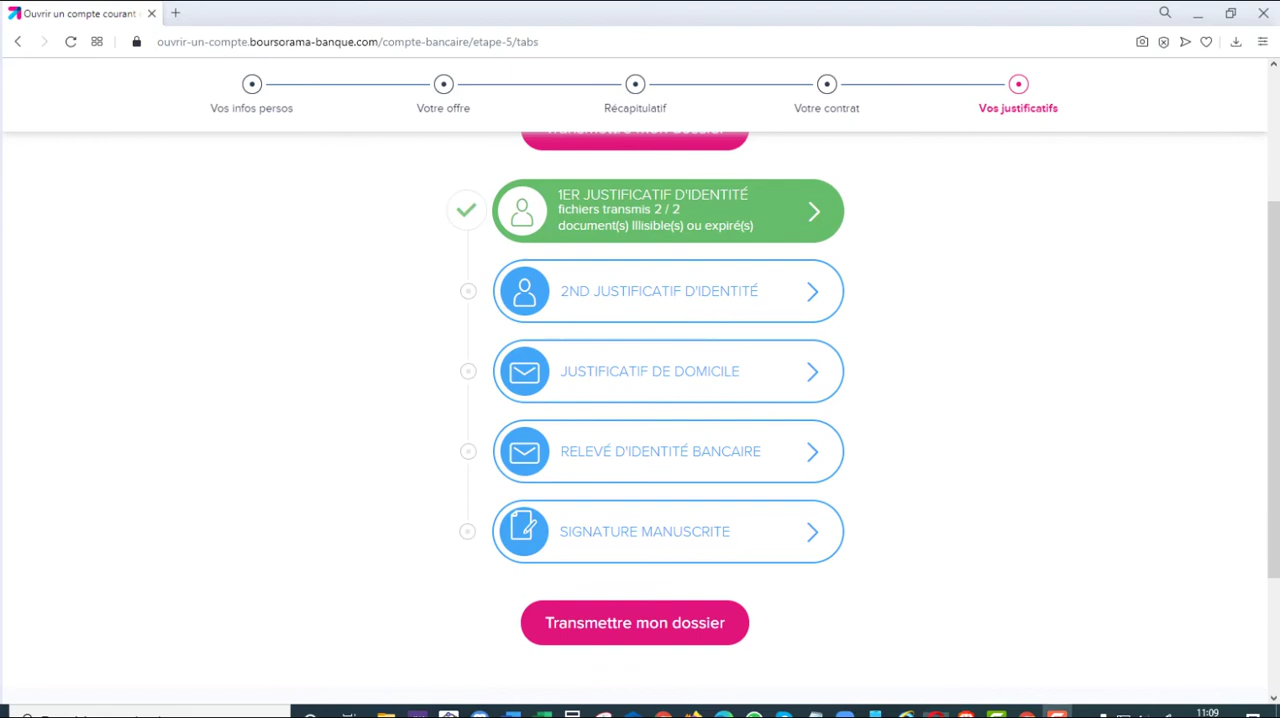 Ouvrir un compte courant
ouvrir-un-compte.boursorama-banque.com/compte-bancaire/etape-5/tabs
Vos infos persos
Votre offre
Récapitulatif
Votre contrat
Vos justificatifs
1ER JUSTIFICATIF D'IDENTITÉ
fichiers transmis 2 / 2
document(s) Illisible(s) ou expiré(s)
2ND JUSTIFICATIF D'IDENTITÉ
JUSTIFICATIF DE DOMICILE
RELEVÉ D'IDENTITÉ BANCAIRE
SIGNATURE MANUSCRITE
Transmettre mon dossier
11:09